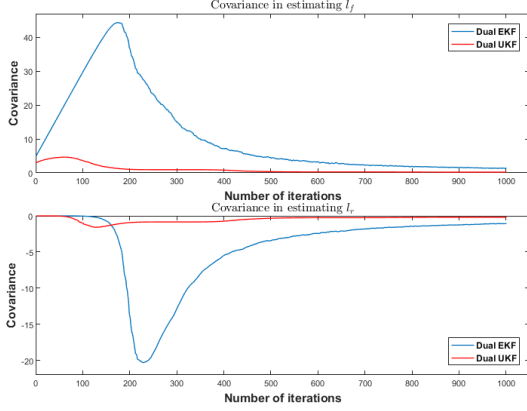 Covariance in estimating l_f
Dual EKF
Dual UKF
Covariance
40
30
20
10
0
0 100 200 300 400 500 600 700 800 900 1000
Number of iterations
Covariance in estimating l_r
0
-5
-10
-15
-20
Covariance
Dual EKF
Dual UKF
0 100 200 300 400 500 600 700 800 900 1000
Number of iterations